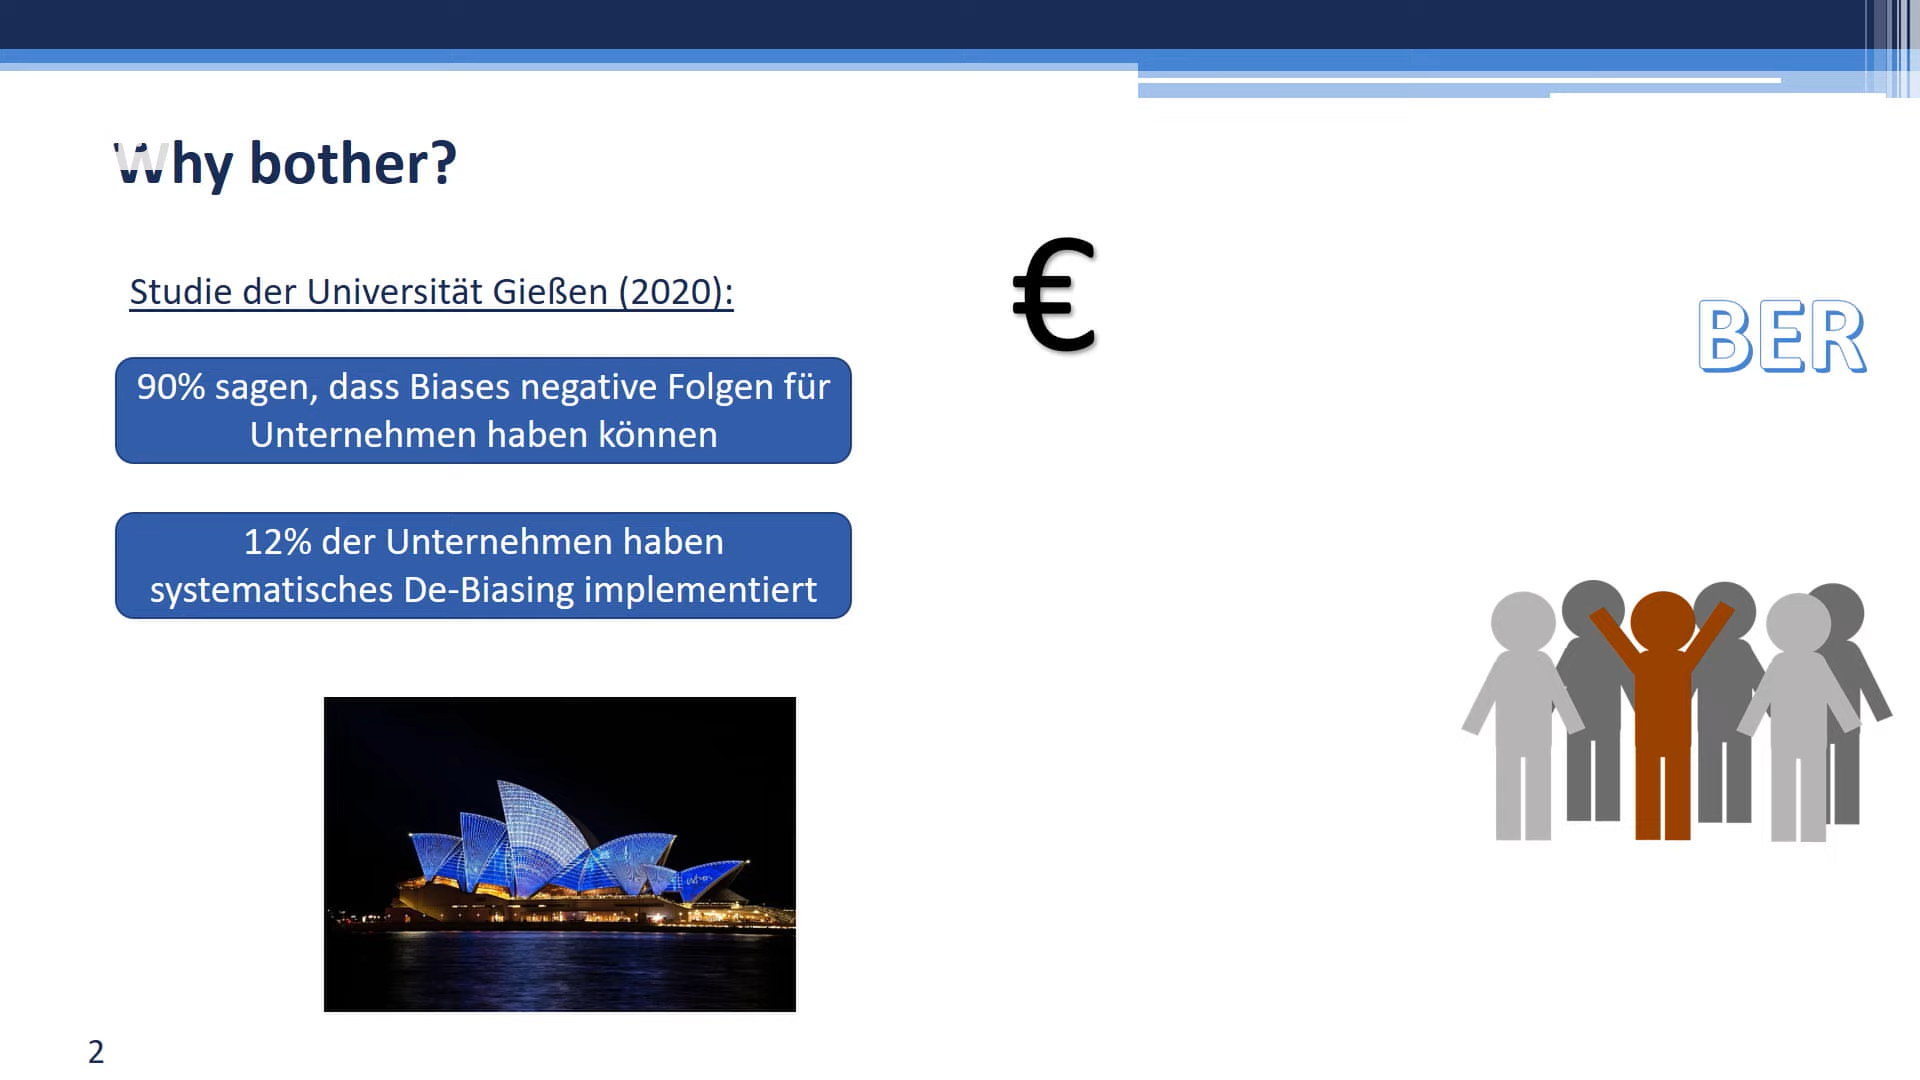 Why bother?
Studie der Universität Gießen (2020):
90% sagen, dass Biases negative Folgen für
Unternehmen haben können
12% der Unternehmen haben
systematisches De-Biasing implementiert
€
BER
2